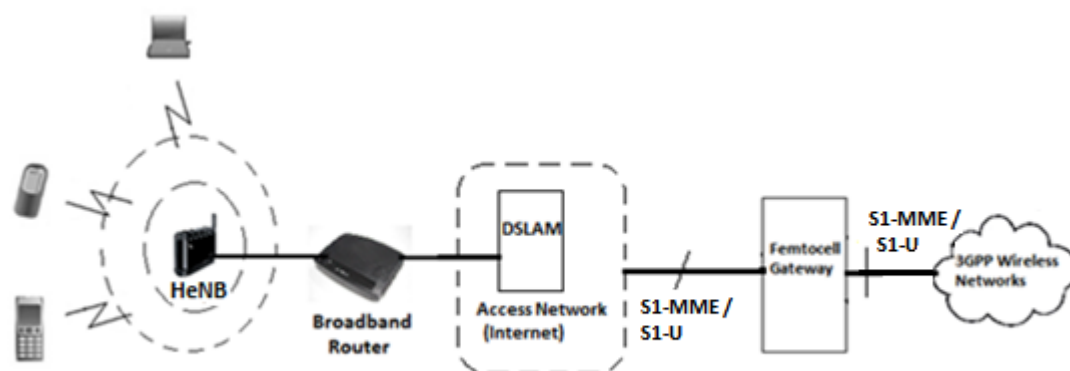 HeNB
Broadband
Router
DSLAM
Access Network
(Internet)
S1-MME /
S1-U
Femtocell
Gateway
S1-MME /
S1-U
3GPP Wireless
Networks